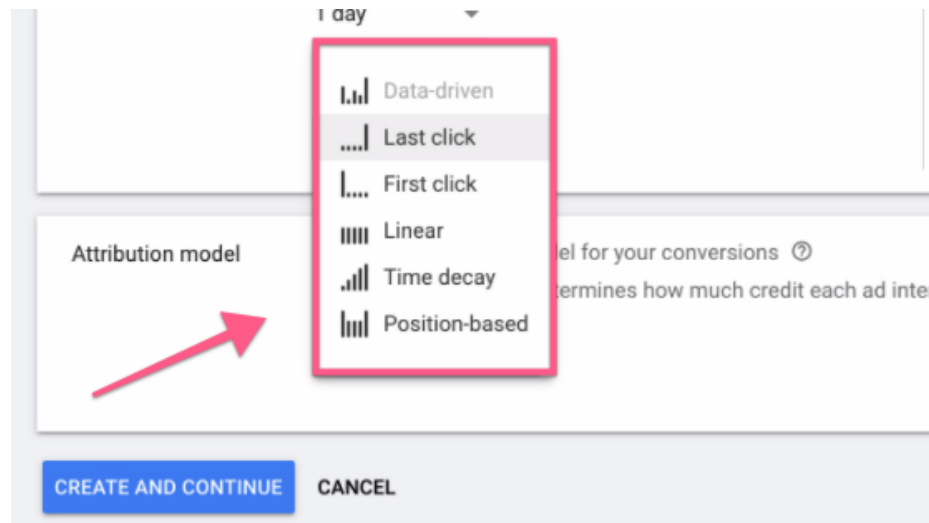 1 day
Data-driven
Last click
First click
Linear
Time decay
Position-based
Attribution model
el for your conversions
termines how much credit each ad inte
CREATE AND CONTINUE
CANCEL